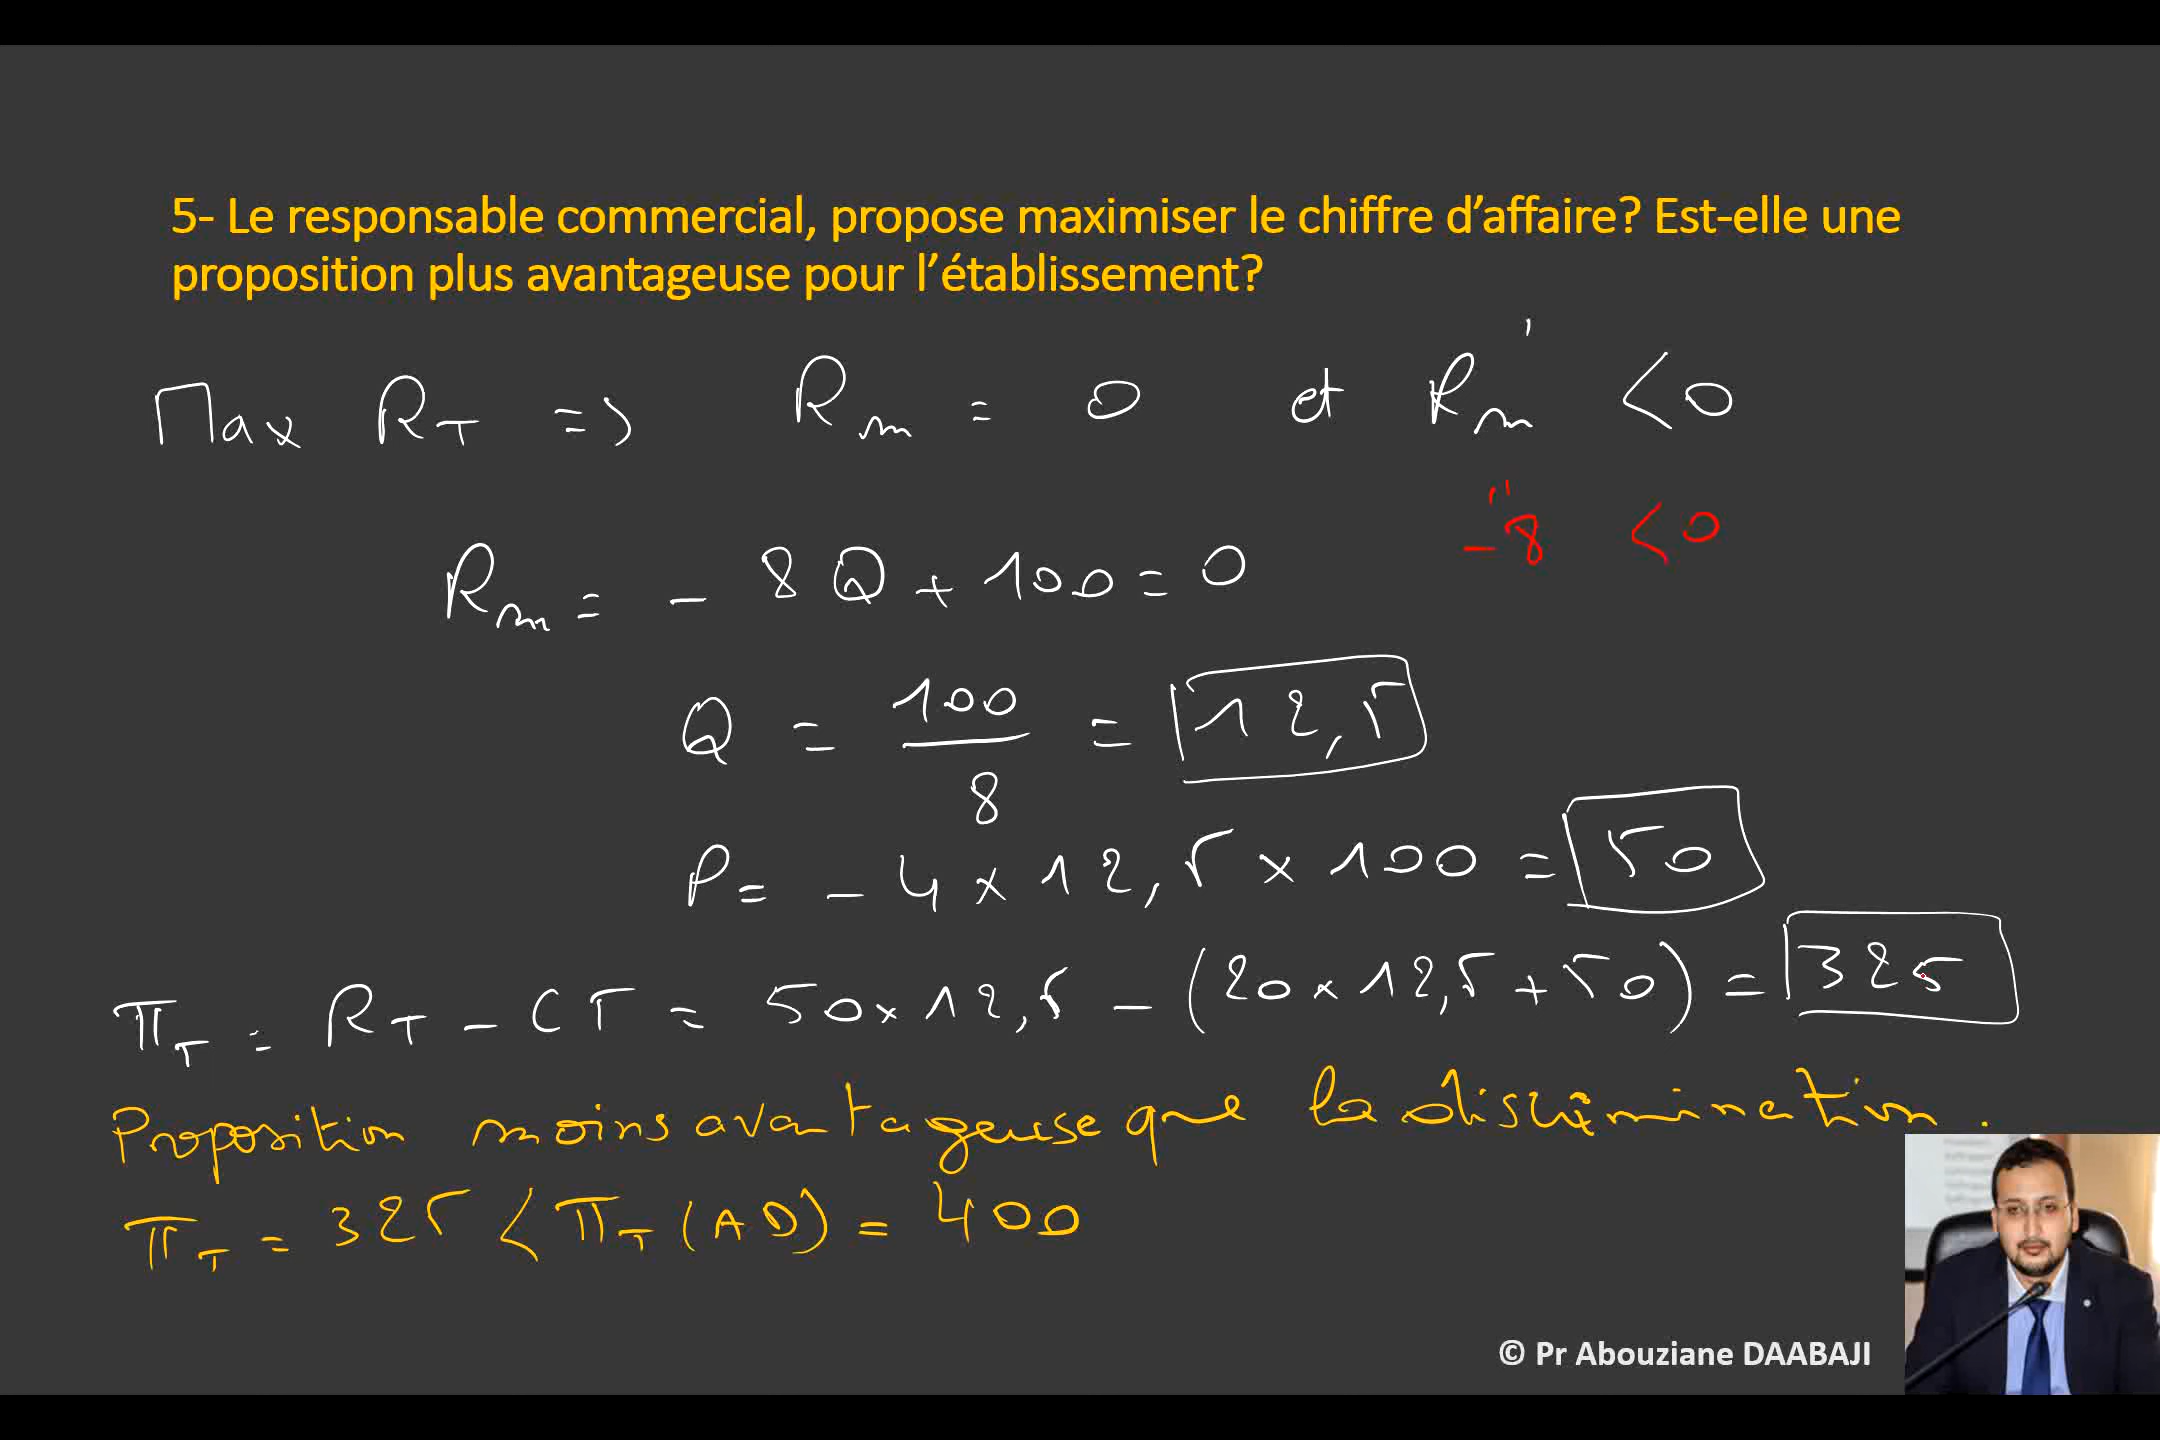 5- Le responsable commercial, propose maximiser le chiffre d’affaire? Est-elle une
proposition plus avantageuse pour l’établissement?
Max RT => Rm = 0 et Rm' <0
-8 <0
Rm = - 8Q + 100 = 0
Q = 100/8 = 12,5
P = - 4 x 12,5 x 100 = 50
πT = RT - CT = 50 x 12,5 - (20 x 12,5 + 50) = 325
Proposition moins avantageuse que la discrimination.
πT = 325 < πT (AD) = 400
© Pr Abouziane DAABAJI